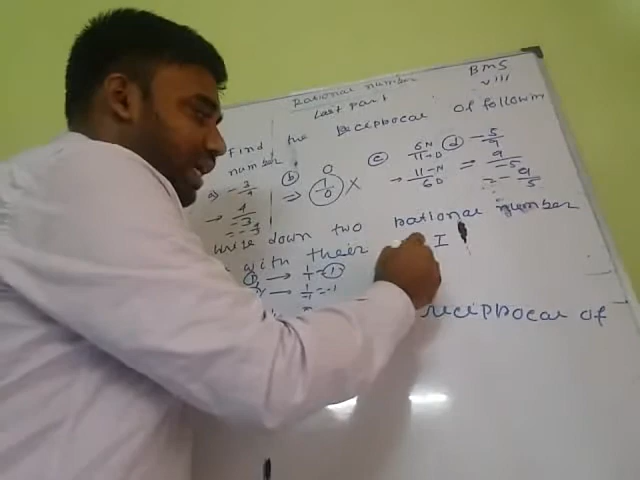 Rational number
BMS
VIII
Last part
Find the reciprocal of following
number
a) -3/4
→ 4/-3
= -4/3
(b) 0
⇒ 1/0 ×
(c) 6N/11→D
→ 11-N/6D
(d) -5/9
⇒ 9/-5
= -9/5
Write down two rational number
with their
I
① → 1/1 = ①
→ 1/-1 = -1
reciprocal of